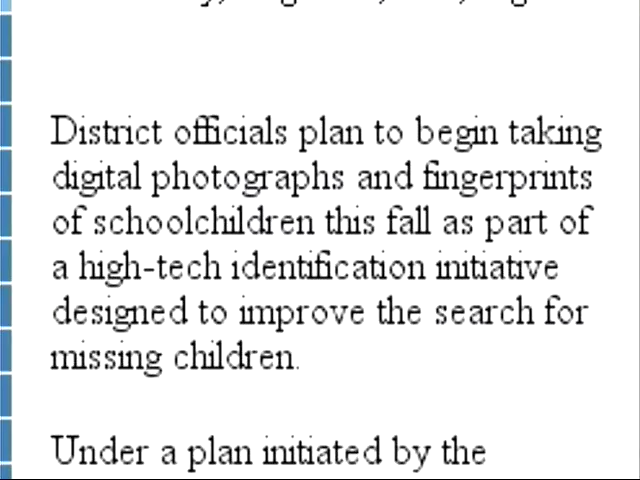 District officials plan to begin taking
digital photographs and fingerprints
of schoolchildren this fall as part of
a high-tech identification initiative
designed to improve the search for
missing children.
Under a plan initiated by the